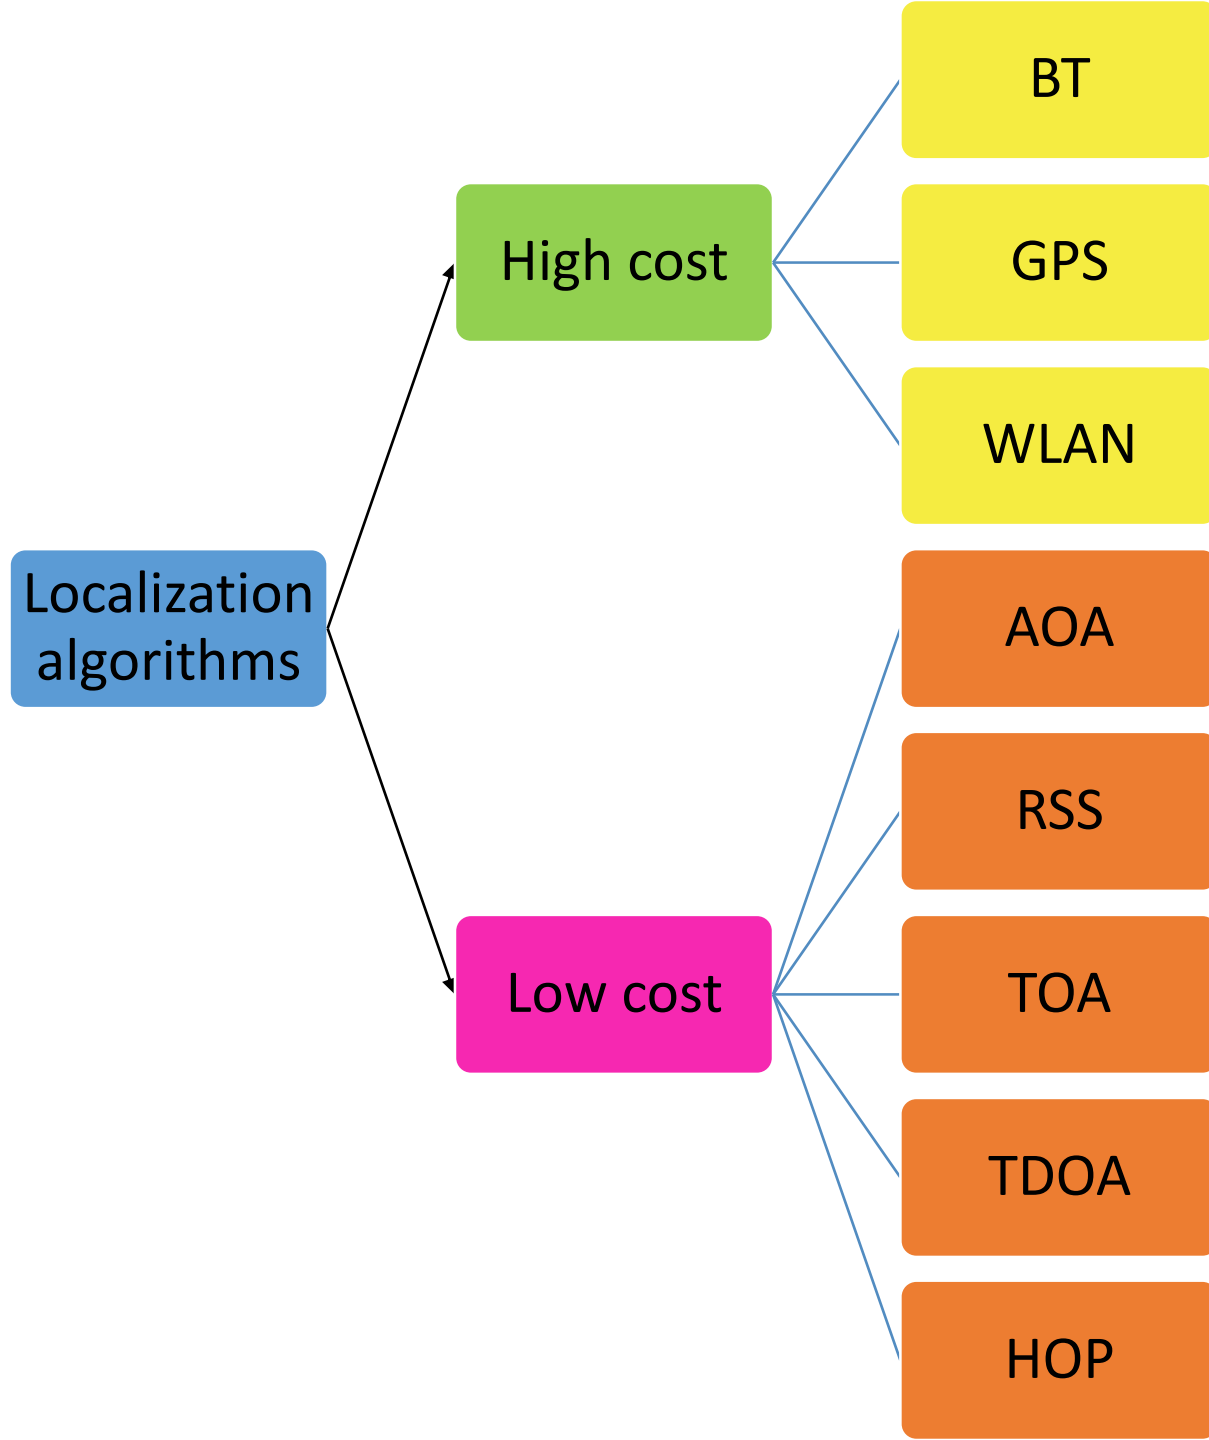 BT
High cost
GPS
WLAN
Localization
algorithms
AOA
RSS
Low cost
TOA
TDOA
HOP